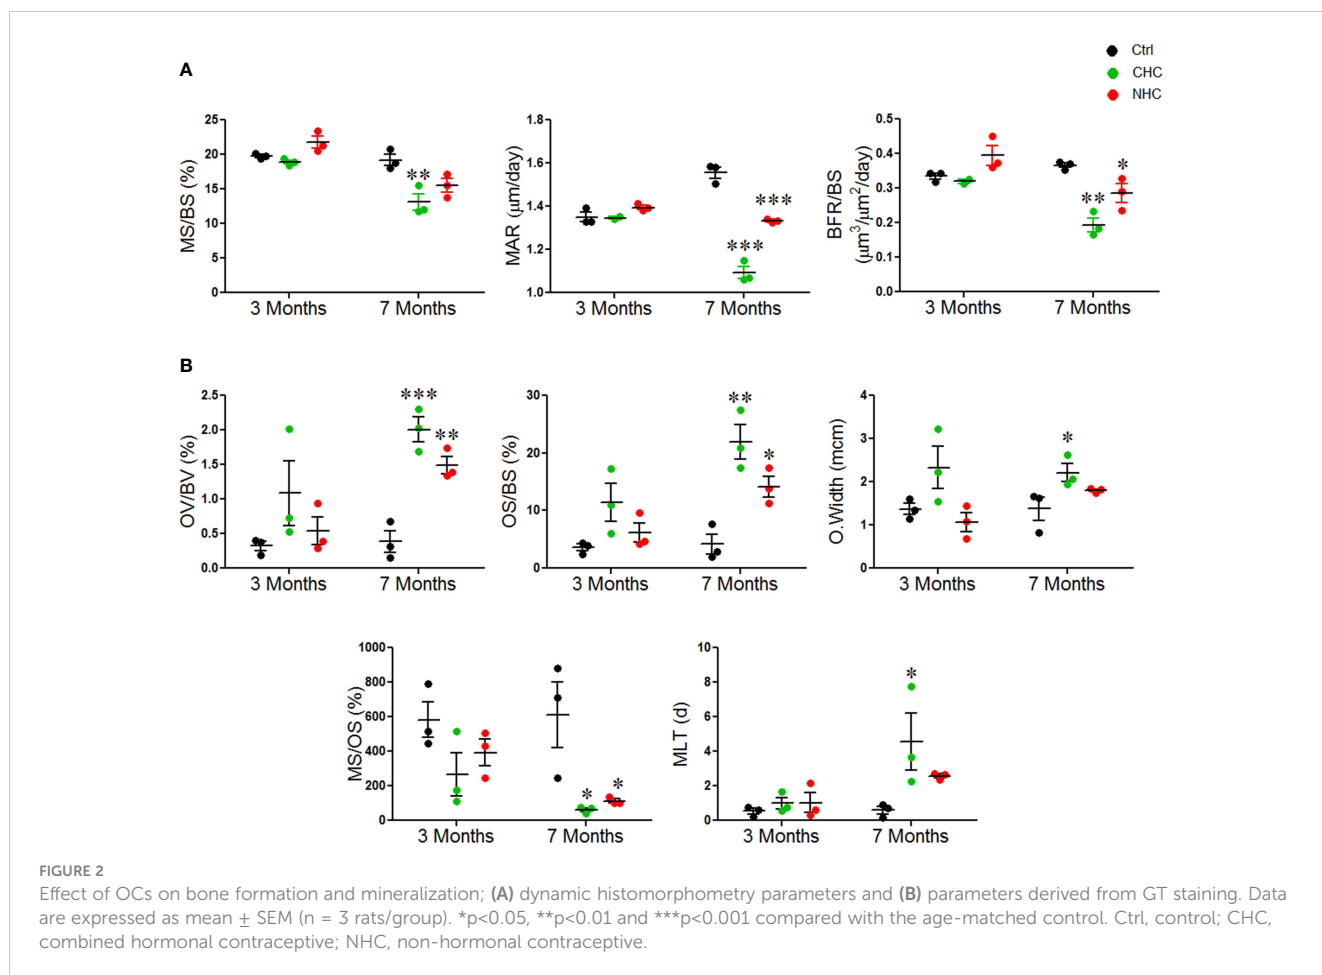 Ctrl
CHC
NHC
A
MS/BS (%)
25
20
15
10
5
0
**
3 Months
7 Months
MAR (μm/day)
1.8
1.6
1.4
1.2
1.0
***
***
3 Months
7 Months
BFR/BS
(μm³/μm²/day)
0.5
0.4
0.3
0.2
0.1
0.0
*
**
3 Months
7 Months
B
OV/BV (%)
2.5
2.0
1.5
1.0
0.5
0.0
***
**
3 Months
7 Months
OS/BS (%)
30
20
10
0
**
*
3 Months
7 Months
O.Width (mcm)
4
3
2
1
0
*
3 Months
7 Months
MS/OS (%)
1000
800
600
400
200
0
*
*
3 Months
7 Months
MLT (d)
10
8
6
4
2
0
*
3 Months
7 Months
FIGURE 2
Effect of OCs on bone formation and mineralization; (A) dynamic histomorphometry parameters and (B) parameters derived from GT staining. Data
are expressed as mean ± SEM (n = 3 rats/group). *p<0.05, **p<0.01 and ***p<0.001 compared with the age-matched control. Ctrl, control; CHC,
combined hormonal contraceptive; NHC, non-hormonal contraceptive.